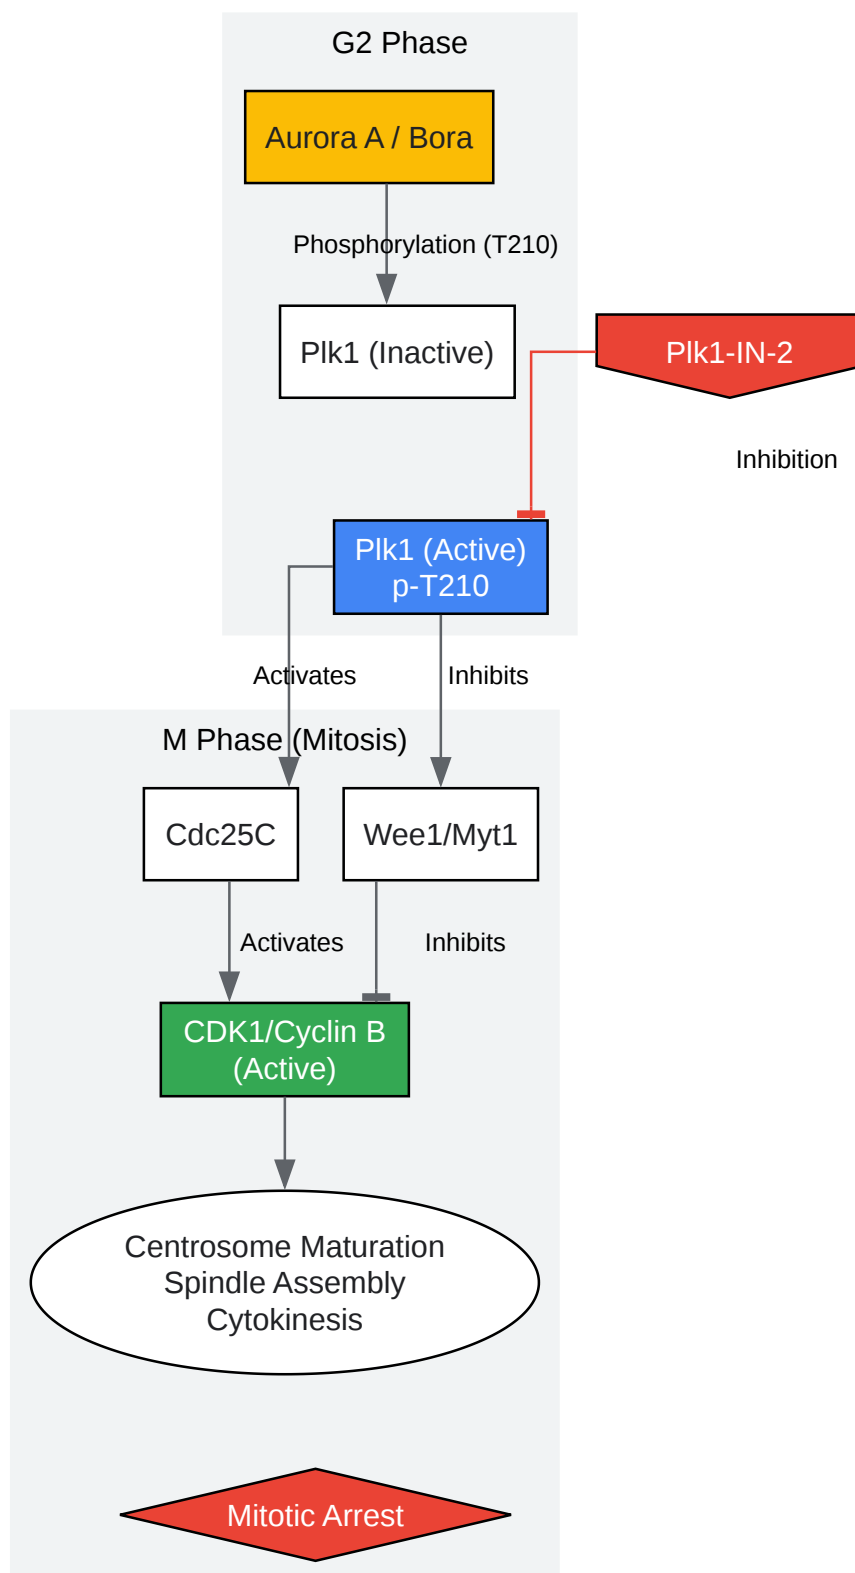 G2 Phase
Aurora A / Bora
Phosphorylation (T210)
Plk1 (Inactive)
Plk1-IN-2
Inhibition
Plk1 (Active)
p-T210
Activates
Inhibits
M Phase (Mitosis)
Cdc25C
Wee1/Myt1
Activates
Inhibits
CDK1/Cyclin B
(Active)
Centrosome Maturation
Spindle Assembly
Cytokinesis
Mitotic Arrest